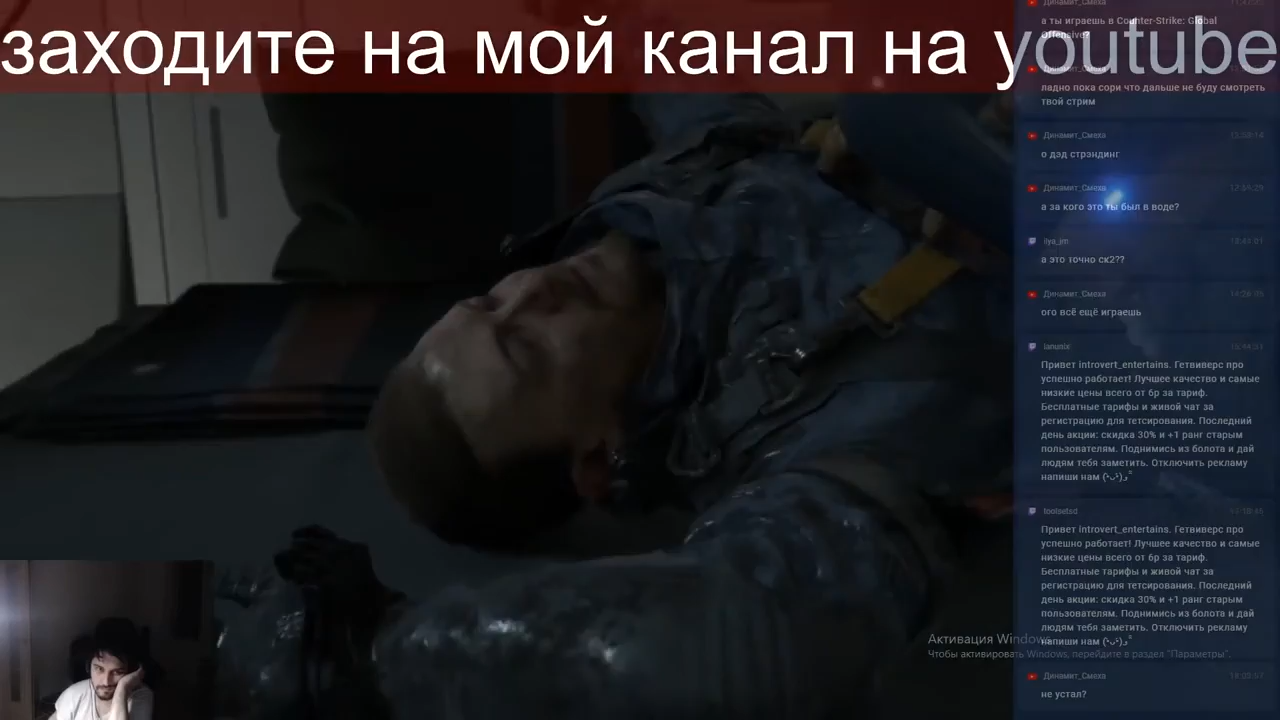 заходите на мой канал на youtube
Динамит_Смеха
а ты играешь в Counter-Strike: Global
Offensive?
Динамит_Смеха
ладно пока сори что дальше не буду смотреть
твой стрим
Динамит_Смеха
о дэд стрэндинг
Динамит_Смеха
а за кого это ты был в воде?
ilya_jm
а это точно ск2??
Динамит_Смеха
ого всё ещё играешь
Привет introvert_entertains. Гетвиверс про
успешно работает! Лучшее качество и самые
низкие цены всего от 6р за тариф.
Бесплатные тарифы и живой чат за
регистрацию для тетсирования. Последний
день акции: скидка 30% и +1 ранг старым
пользователям. Поднимись из болота и дай
людям тебя заметить. Отключить рекламу
напиши нам
Привет introvert_entertains. Гетвиверс про
успешно работает! Лучшее качество и самые
низкие цены всего от 6р за тариф.
Бесплатные тарифы и живой чат за
регистрацию для тетсирования. Последний
день акции: скидка 30% и +1 ранг старым
пользователям. Поднимись из болота и дай
людям тебя заметить. Отключить рекламу
напиши нам
Активация Windows
Чтобы активировать Windows, перейдите в раздел "Параметры".
Динамит_Смеха
не устал?